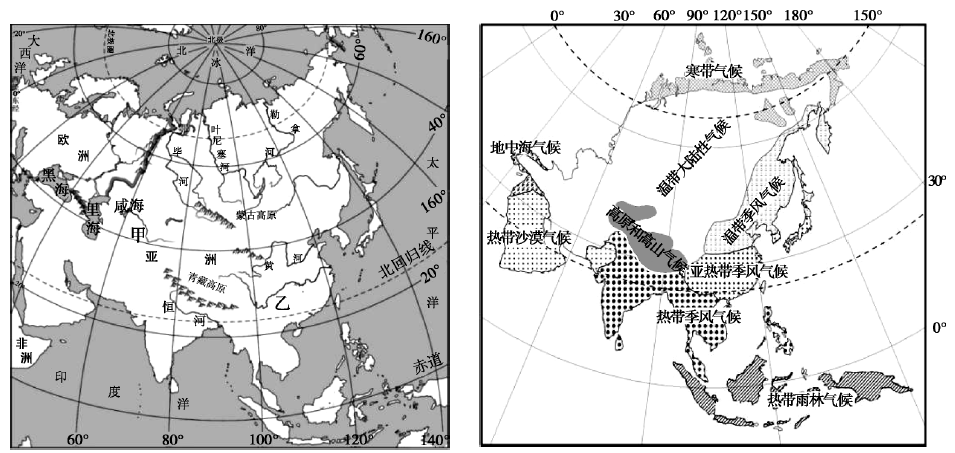 20°
大
西
洋
北
北极
冰
洋
80°
160°
60°
40°
太
160°
平
洋
欧
洲
黑
海
里
海
咸海
甲
亚
洲
毕
河
叶
尼
塞
河
勒
拿
河
蒙古高原
黄
河
青藏高原
恒
河
乙
北回归线
20°
非
洲
印
度
洋
赤道
60°
80°
100°
120°
140°
0°
30°
60°
90°
120°
150°
180°
150°
寒带气候
地中海气候
温带大陆性气候
温带季风气候
30°
热带沙漠气候
高原和高山气候
亚热带季风气候
热带季风气候
0°
热带雨林气候